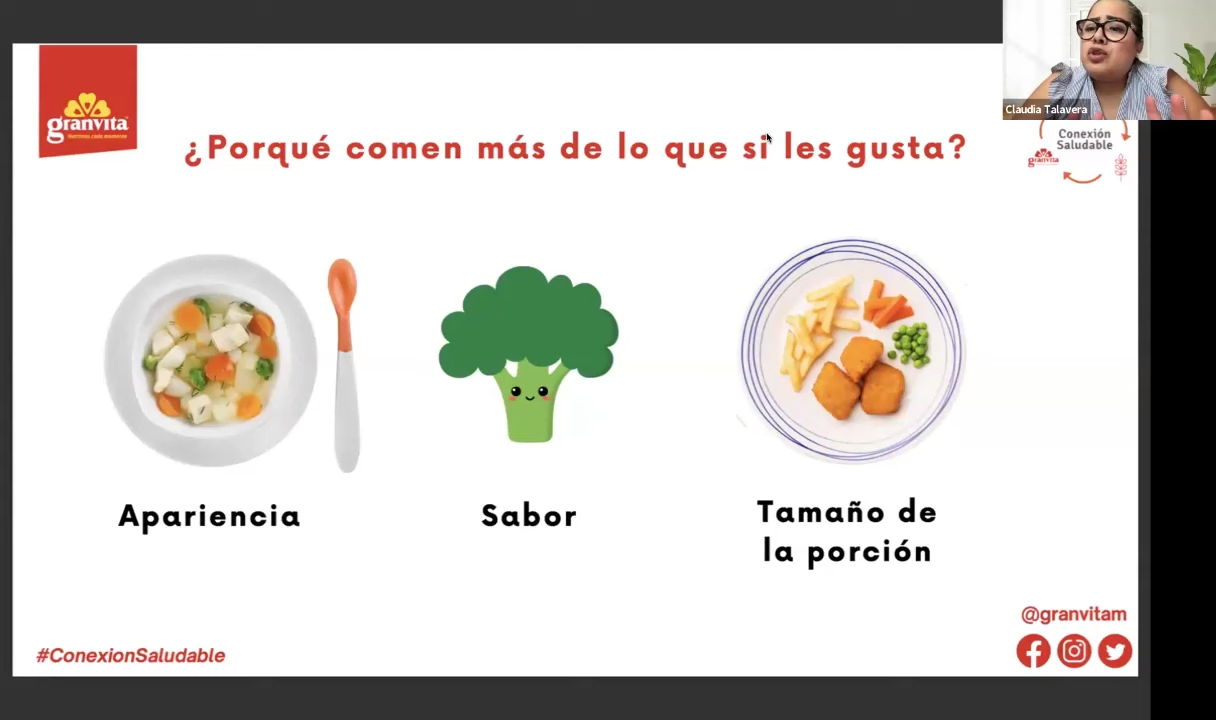 granvita
Nutrimos cada momento
¿Porqué comen más de lo que si les gusta?
Claudia Talavera
Conexión
Saludable
granvita
Apariencia
Sabor
Tamaño de
la porción
@granvitam
#ConexionSaludable